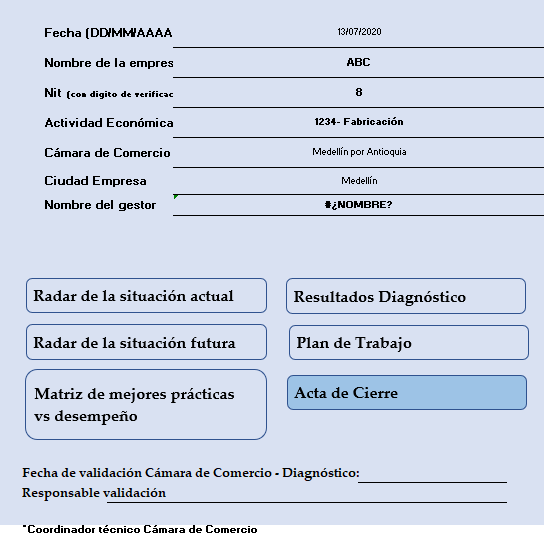 Fecha (DD/MM/AAAA
13/07/2020
Nombre de la empres
ABC
Nit (con digito de verificac
8
Actividad Económica
1234- Fabricación
Cámara de Comercio
Medellín por Antioquia
Ciudad Empresa
Medellín
Nombre del gestor
#¿NOMBRE?
Radar de la situación actual
Resultados Diagnóstico
Radar de la situación futura
Plan de Trabajo
Matriz de mejores prácticas
vs desempeño
Acta de Cierre
Fecha de validación Cámara de Comercio - Diagnóstico:
Responsable validación
*Coordinador técnico Cámara de Comercio